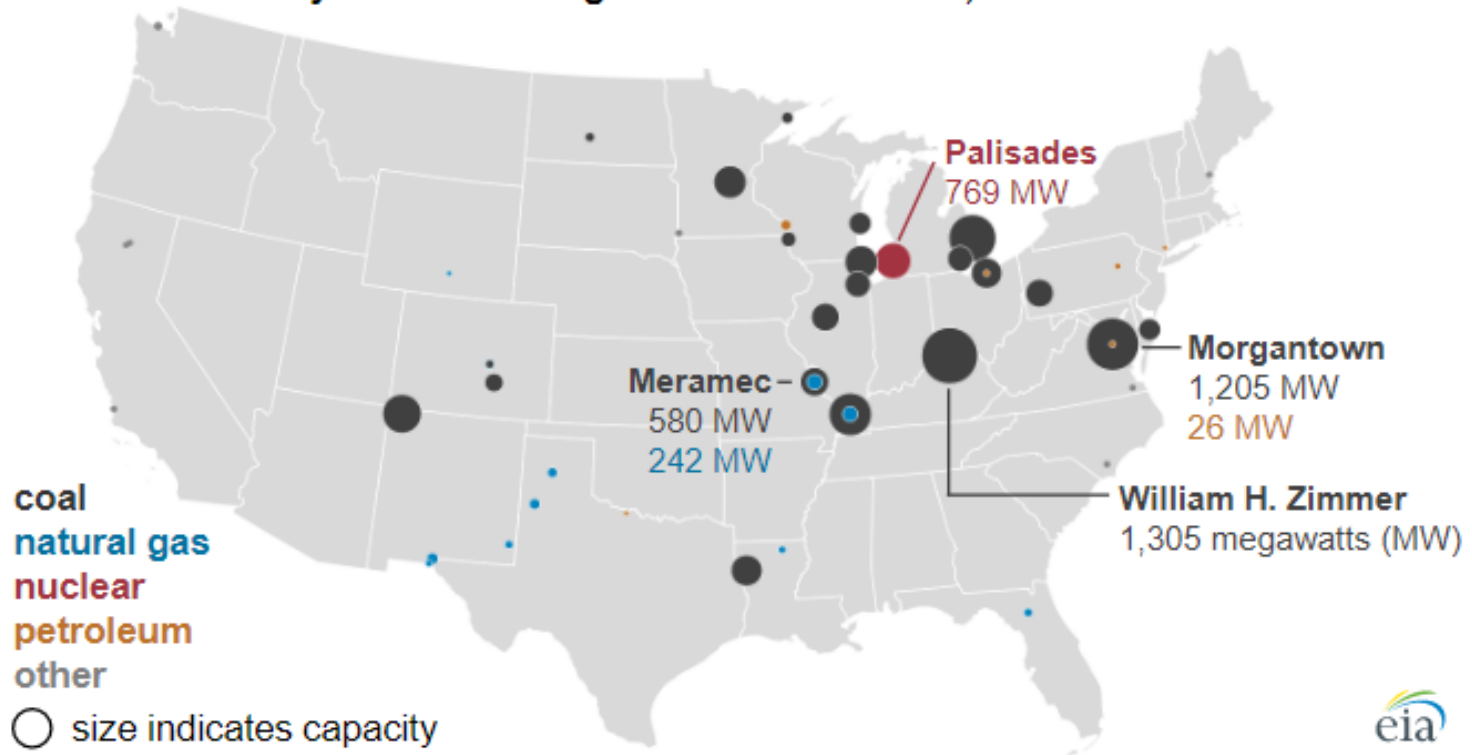 Palisades
769 MW
Meramec
580 MW
242 MW
Morgantown
1,205 MW
26 MW
William H. Zimmer
1,305 megawatts (MW)
coal
natural gas
nuclear
petroleum
other
size indicates capacity
eia